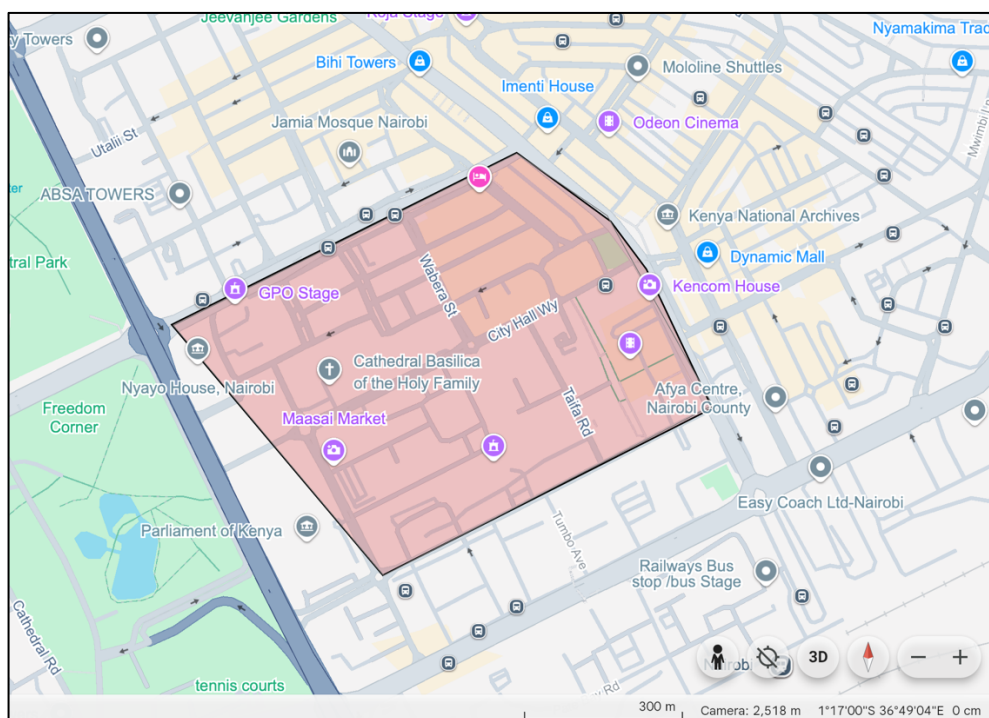 Jeevanjee Gardens
Koja Stage
Towers
Nyamakima Trad
Bihi Towers
Mololine Shuttles
Imenti House
Odeon Cinema
Utalii St
Jamia Mosque Nairobi
ABSA TOWERS
Kenya National Archives
Dynamic Mall
tral Park
GPO Stage
Wabera St
Kencom House
City Hall Wy
Cathedral Basilica
of the Holy Family
Nyayo House, Nairobi
Taifa Rd
Afya Centre,
Nairobi County
Freedom
Corner
Maasai Market
Easy Coach Ltd-Nairobi
Parliament of Kenya
Tumbo Ave
Railways Bus
stop /bus Stage
Cathedral Rd
tennis courts
3D
300 m
Camera: 2,518 m
1°17'00"S 36°49'04"E
0 cm